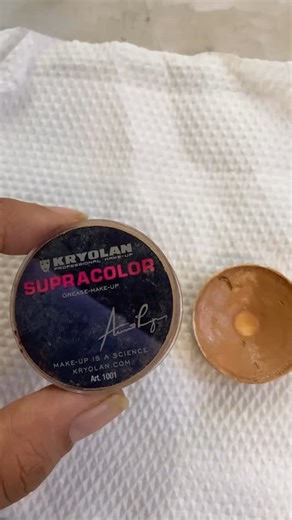 KRYOLAN
PROFESSIONAL MAKE-UP
SUPRACOLOR
GREASE-MAKE-UP
MAKE-UP IS A SCIENCE
KRYOLAN.COM
Art. 1001